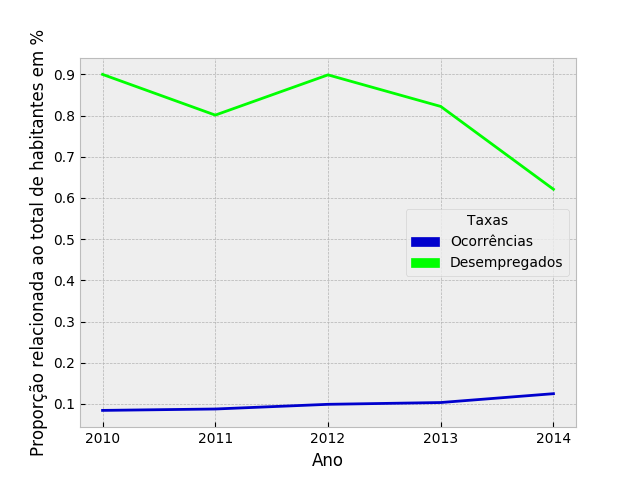 Proporção relacionada ao total de habitantes em %
0.9
0.8
0.7
0.6
0.5
0.4
0.3
0.2
0.1
Taxas
Ocorrências
Desempregados
2010 2011 2012 2013 2014
Ano